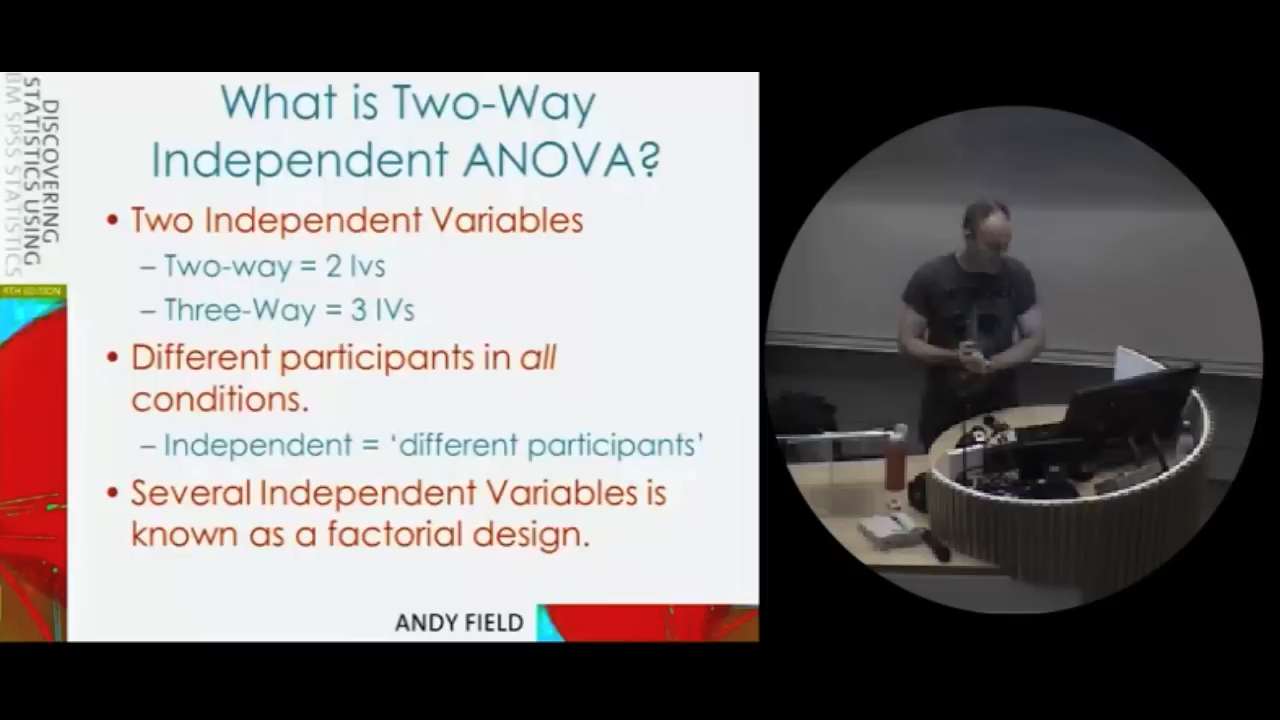 DISCOVERING
STATISTICS USING
IBM SPSS STATISTICS
4TH EDITION
What is Two-Way
Independent ANOVA?
• Two Independent Variables
– Two-way = 2 Ivs
– Three-Way = 3 IVs
• Different participants in all
conditions.
– Independent = ‘different participants’
• Several Independent Variables is
known as a factorial design.
ANDY FIELD